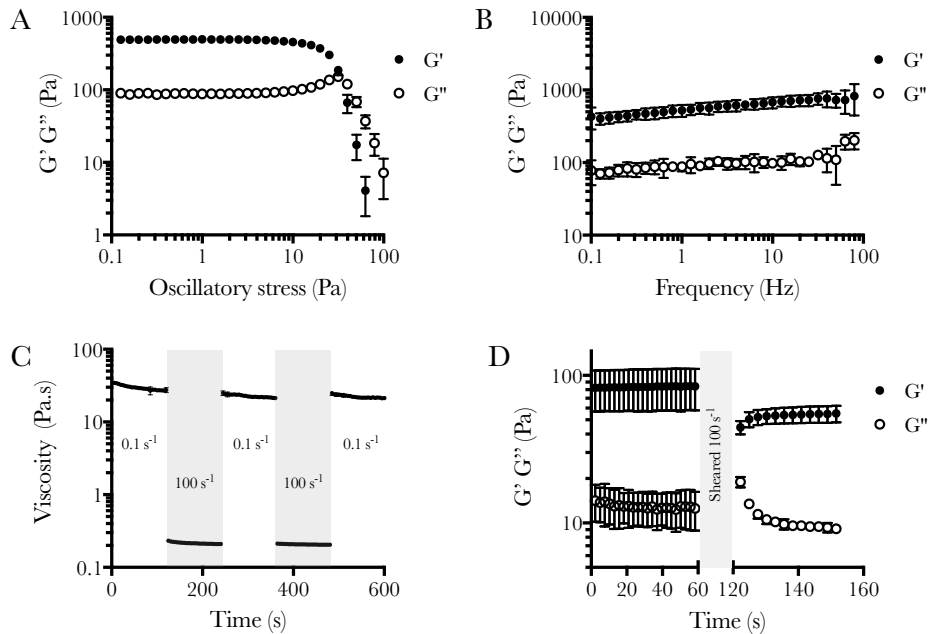 A
1000
100
10
1
G' G” (Pa)
0.1
1
10
100
Oscillatory stress (Pa)
G'
G"
B
10000
1000
100
10
G' G” (Pa)
0.1
1
10
100
Frequency (Hz)
G'
G"
C
100
10
1
0.1
Viscosity (Pa.s)
0.1 s-1
100 s-1
0.1 s-1
100 s-1
0.1 s-1
0
200
400
600
Time (s)
D
100
10
G' G” (Pa)
Sheared 100 s-1
0
20
40
60
120
140
160
Time (s)
G'
G"